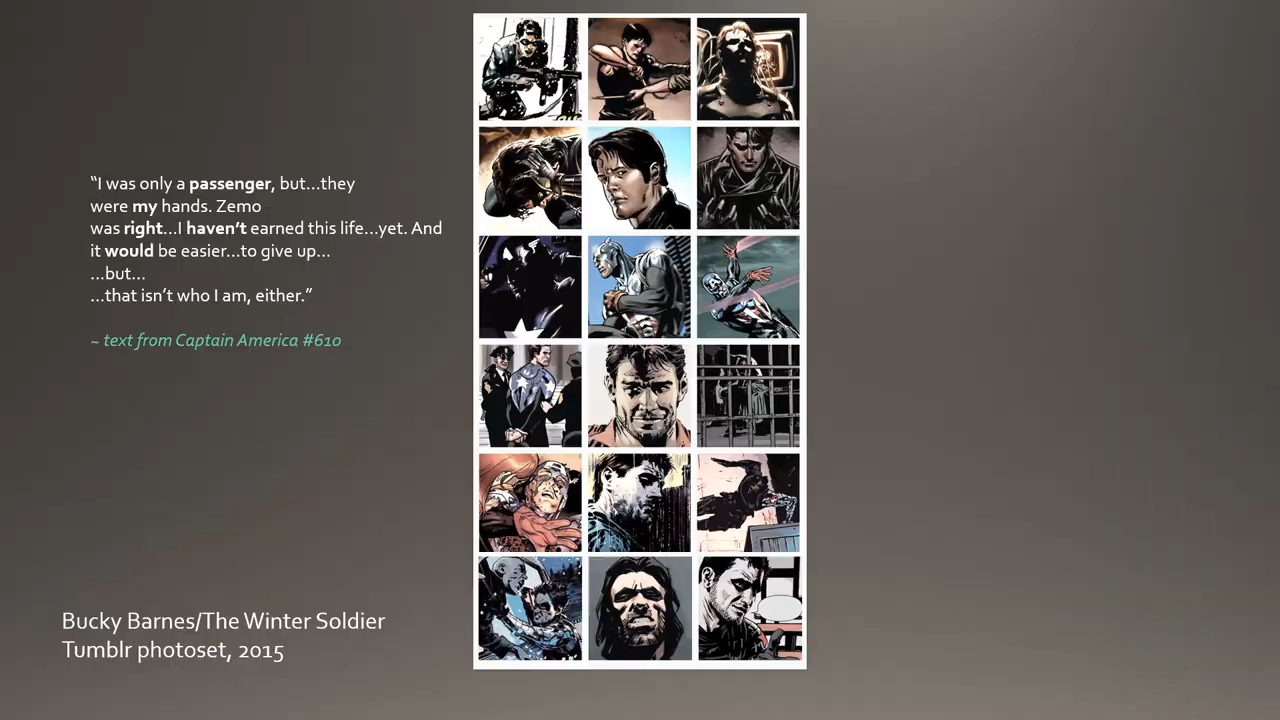 “I was only a passenger, but…they
were my hands. Zemo
was right…I haven’t earned this life…yet. And
it would be easier…to give up…
…but…
…that isn’t who I am, either.”
~ text from Captain America #610
Bucky Barnes/The Winter Soldier
Tumblr photoset, 2015